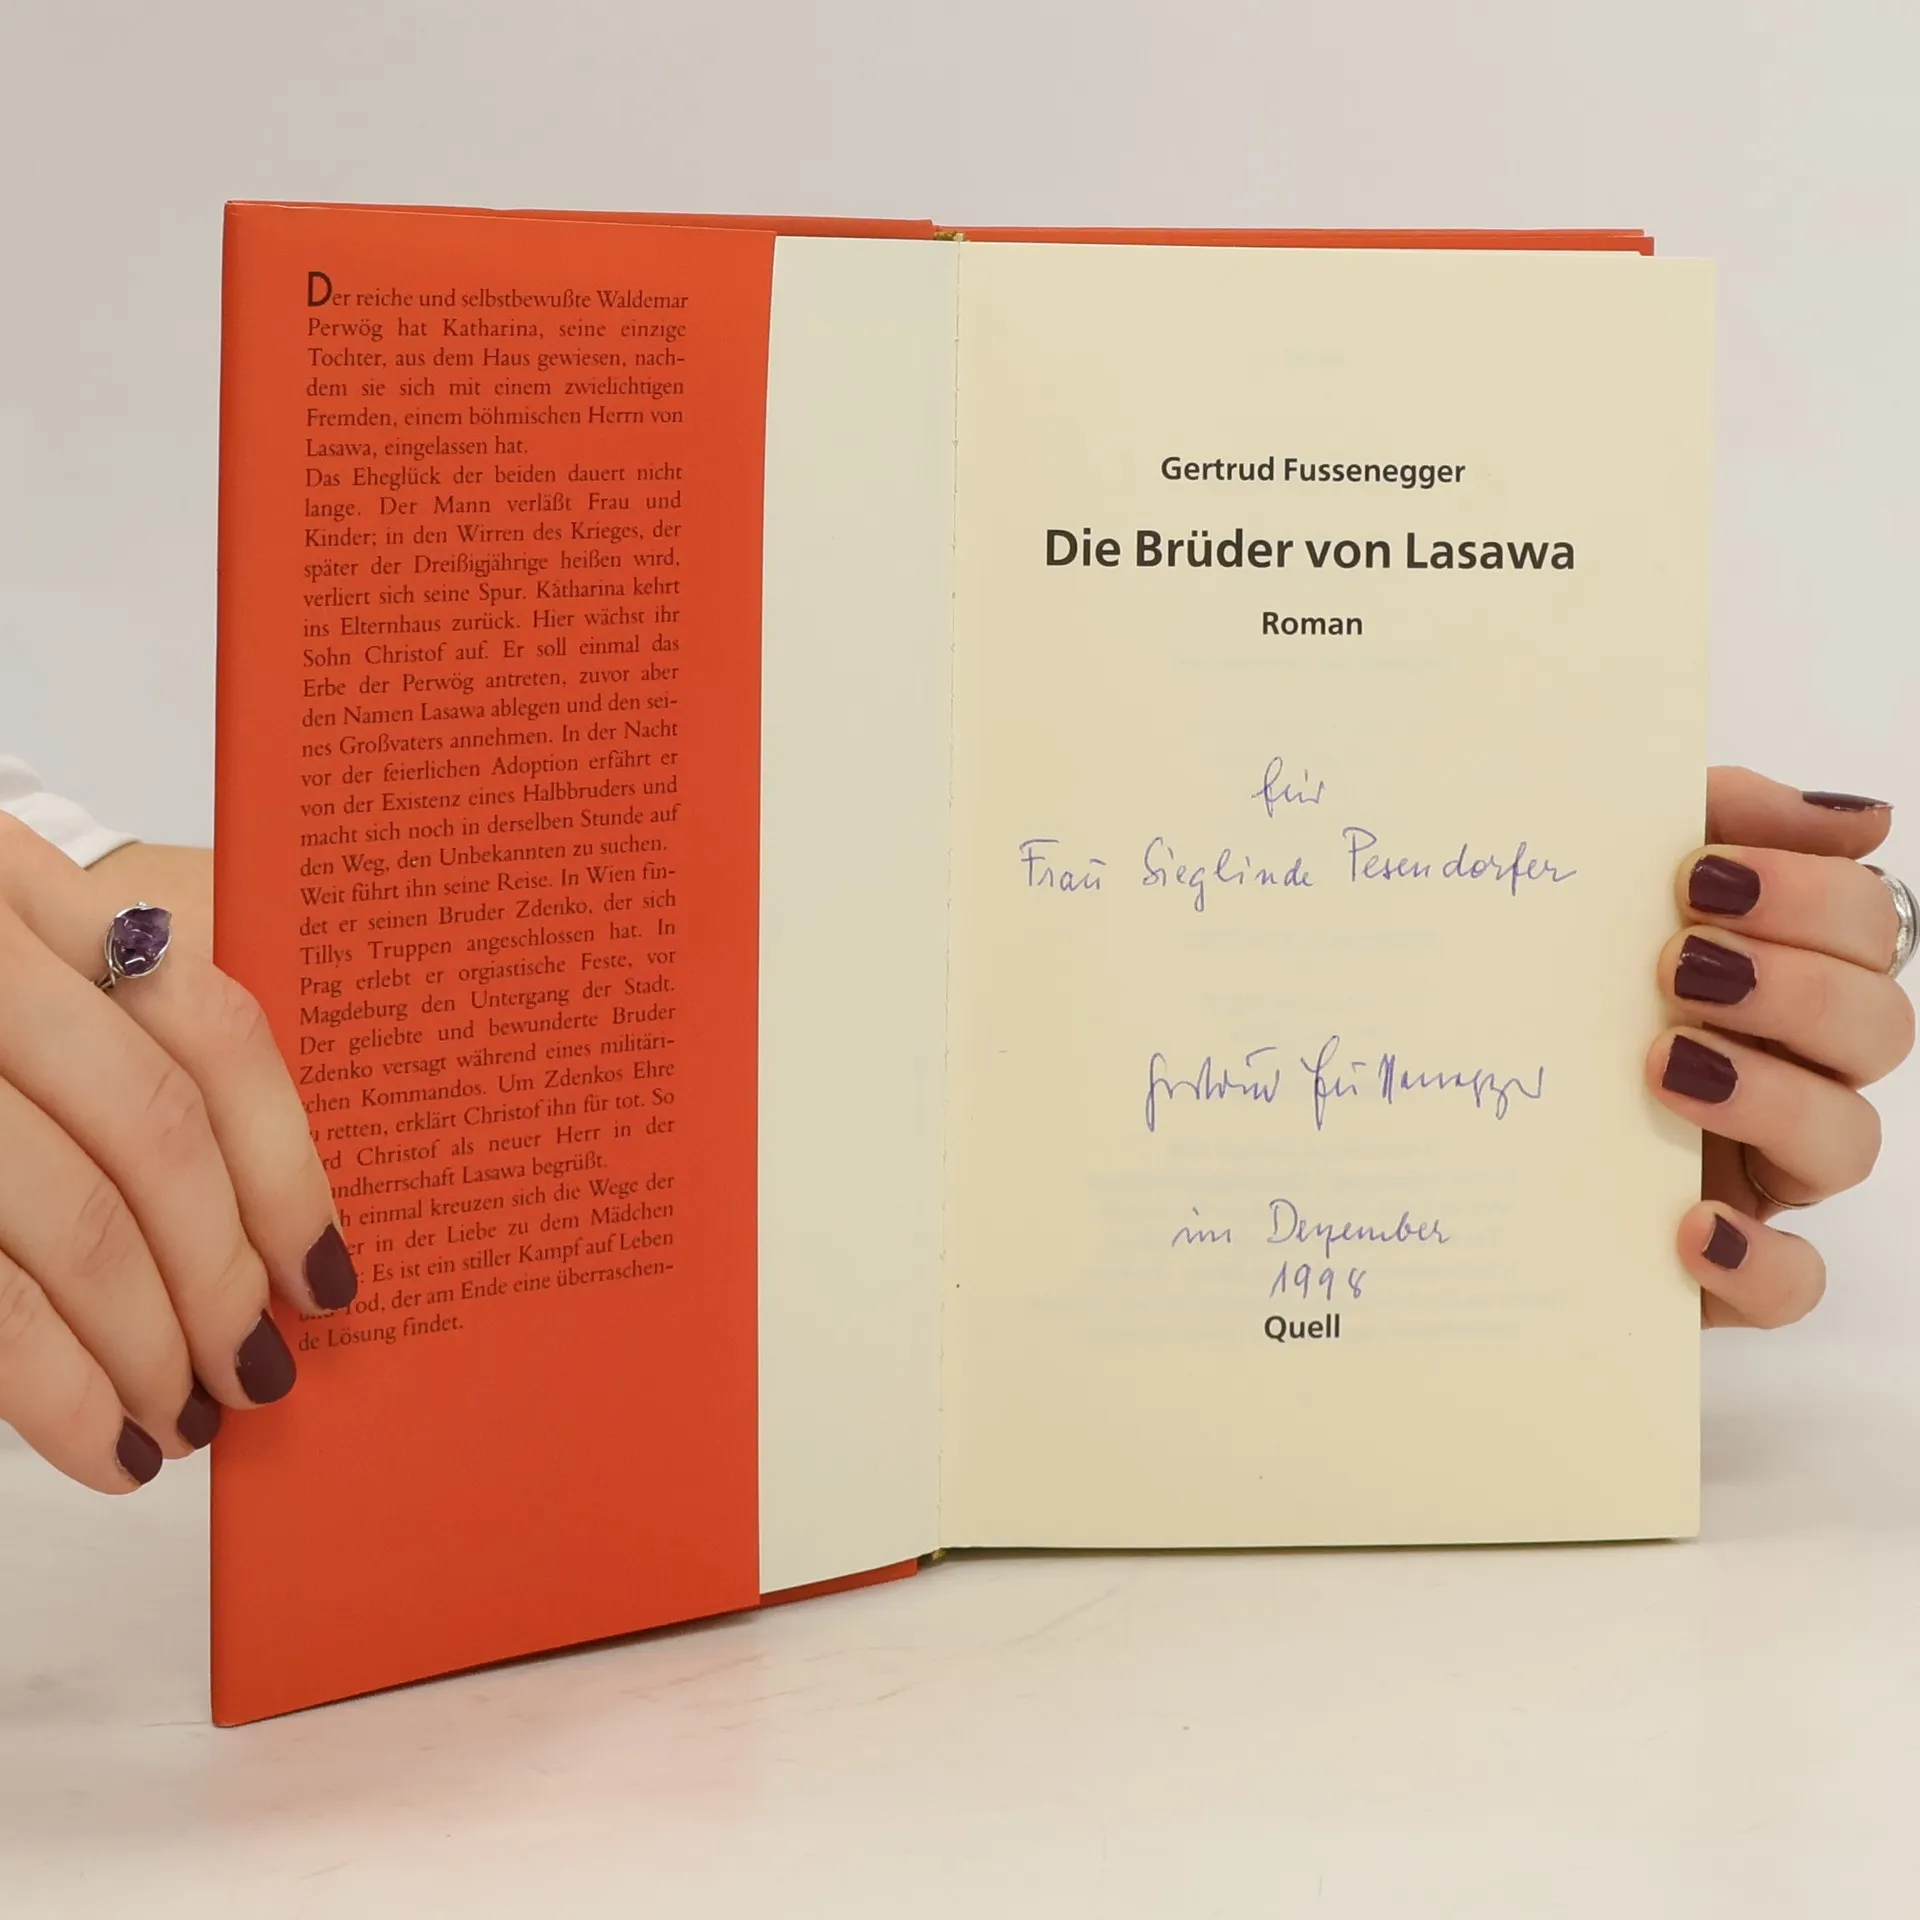 Der reiche und selbstbewußte Waldemar
Perwög hat Katharina, seine einzige
Tochter, aus dem Haus gewiesen, nach-
dem sie sich mit einem zwielichtigen
Fremden, einem böhmischen Herrn von
Lasawa, eingelassen hat.
Das Eheglück der beiden dauert nicht
lange. Der Mann verläßt Frau und
Kinder; in den Wirren des Krieges, der
später der Dreißigjährige heißen wird,
verliert sich seine Spur. Katharina kehrt
ins Elternhaus zurück. Hier wächst ihr
Sohn Christof auf. Er soll einmal das
Erbe der Perwög antreten, zuvor aber
den Namen Lasawa ablegen und den sei-
nes Großvaters annehmen. In der Nacht
vor der feierlichen Adoption erfährt er
von der Existenz eines Halbbruders und
macht sich noch in derselben Stunde auf
den Weg, den Unbekannten zu suchen.
Weit führt ihn seine Reise. In Wien fin-
det er seinen Bruder Zdenko, der sich
Tillys Truppen angeschlossen hat. In
Prag erlebt er orgiastische Feste, vor
Magdeburg den Untergang der Stadt.
Der geliebte und bewunderte Bruder
Zdenko versagt während eines militäri-
schen Kommandos. Um Zdenkos Ehre
retten, erklärt Christof ihn für tot. So
Christof als neuer Herr in der
begrüßt. Lasawa
einmal kreuzen sich die Wege der
in der Liebe zu dem Mädchen
: Es ist ein stiller Kampf auf Leben
Tod, der am Ende eine überraschen-
de Lösung findet.
Gertrud Fussenegger
Die Brüder von Lasawa
Roman
für
Frau Sieglinde Pesendorfer
Gertrud Fussenegger
im Dezember
1998
Quell